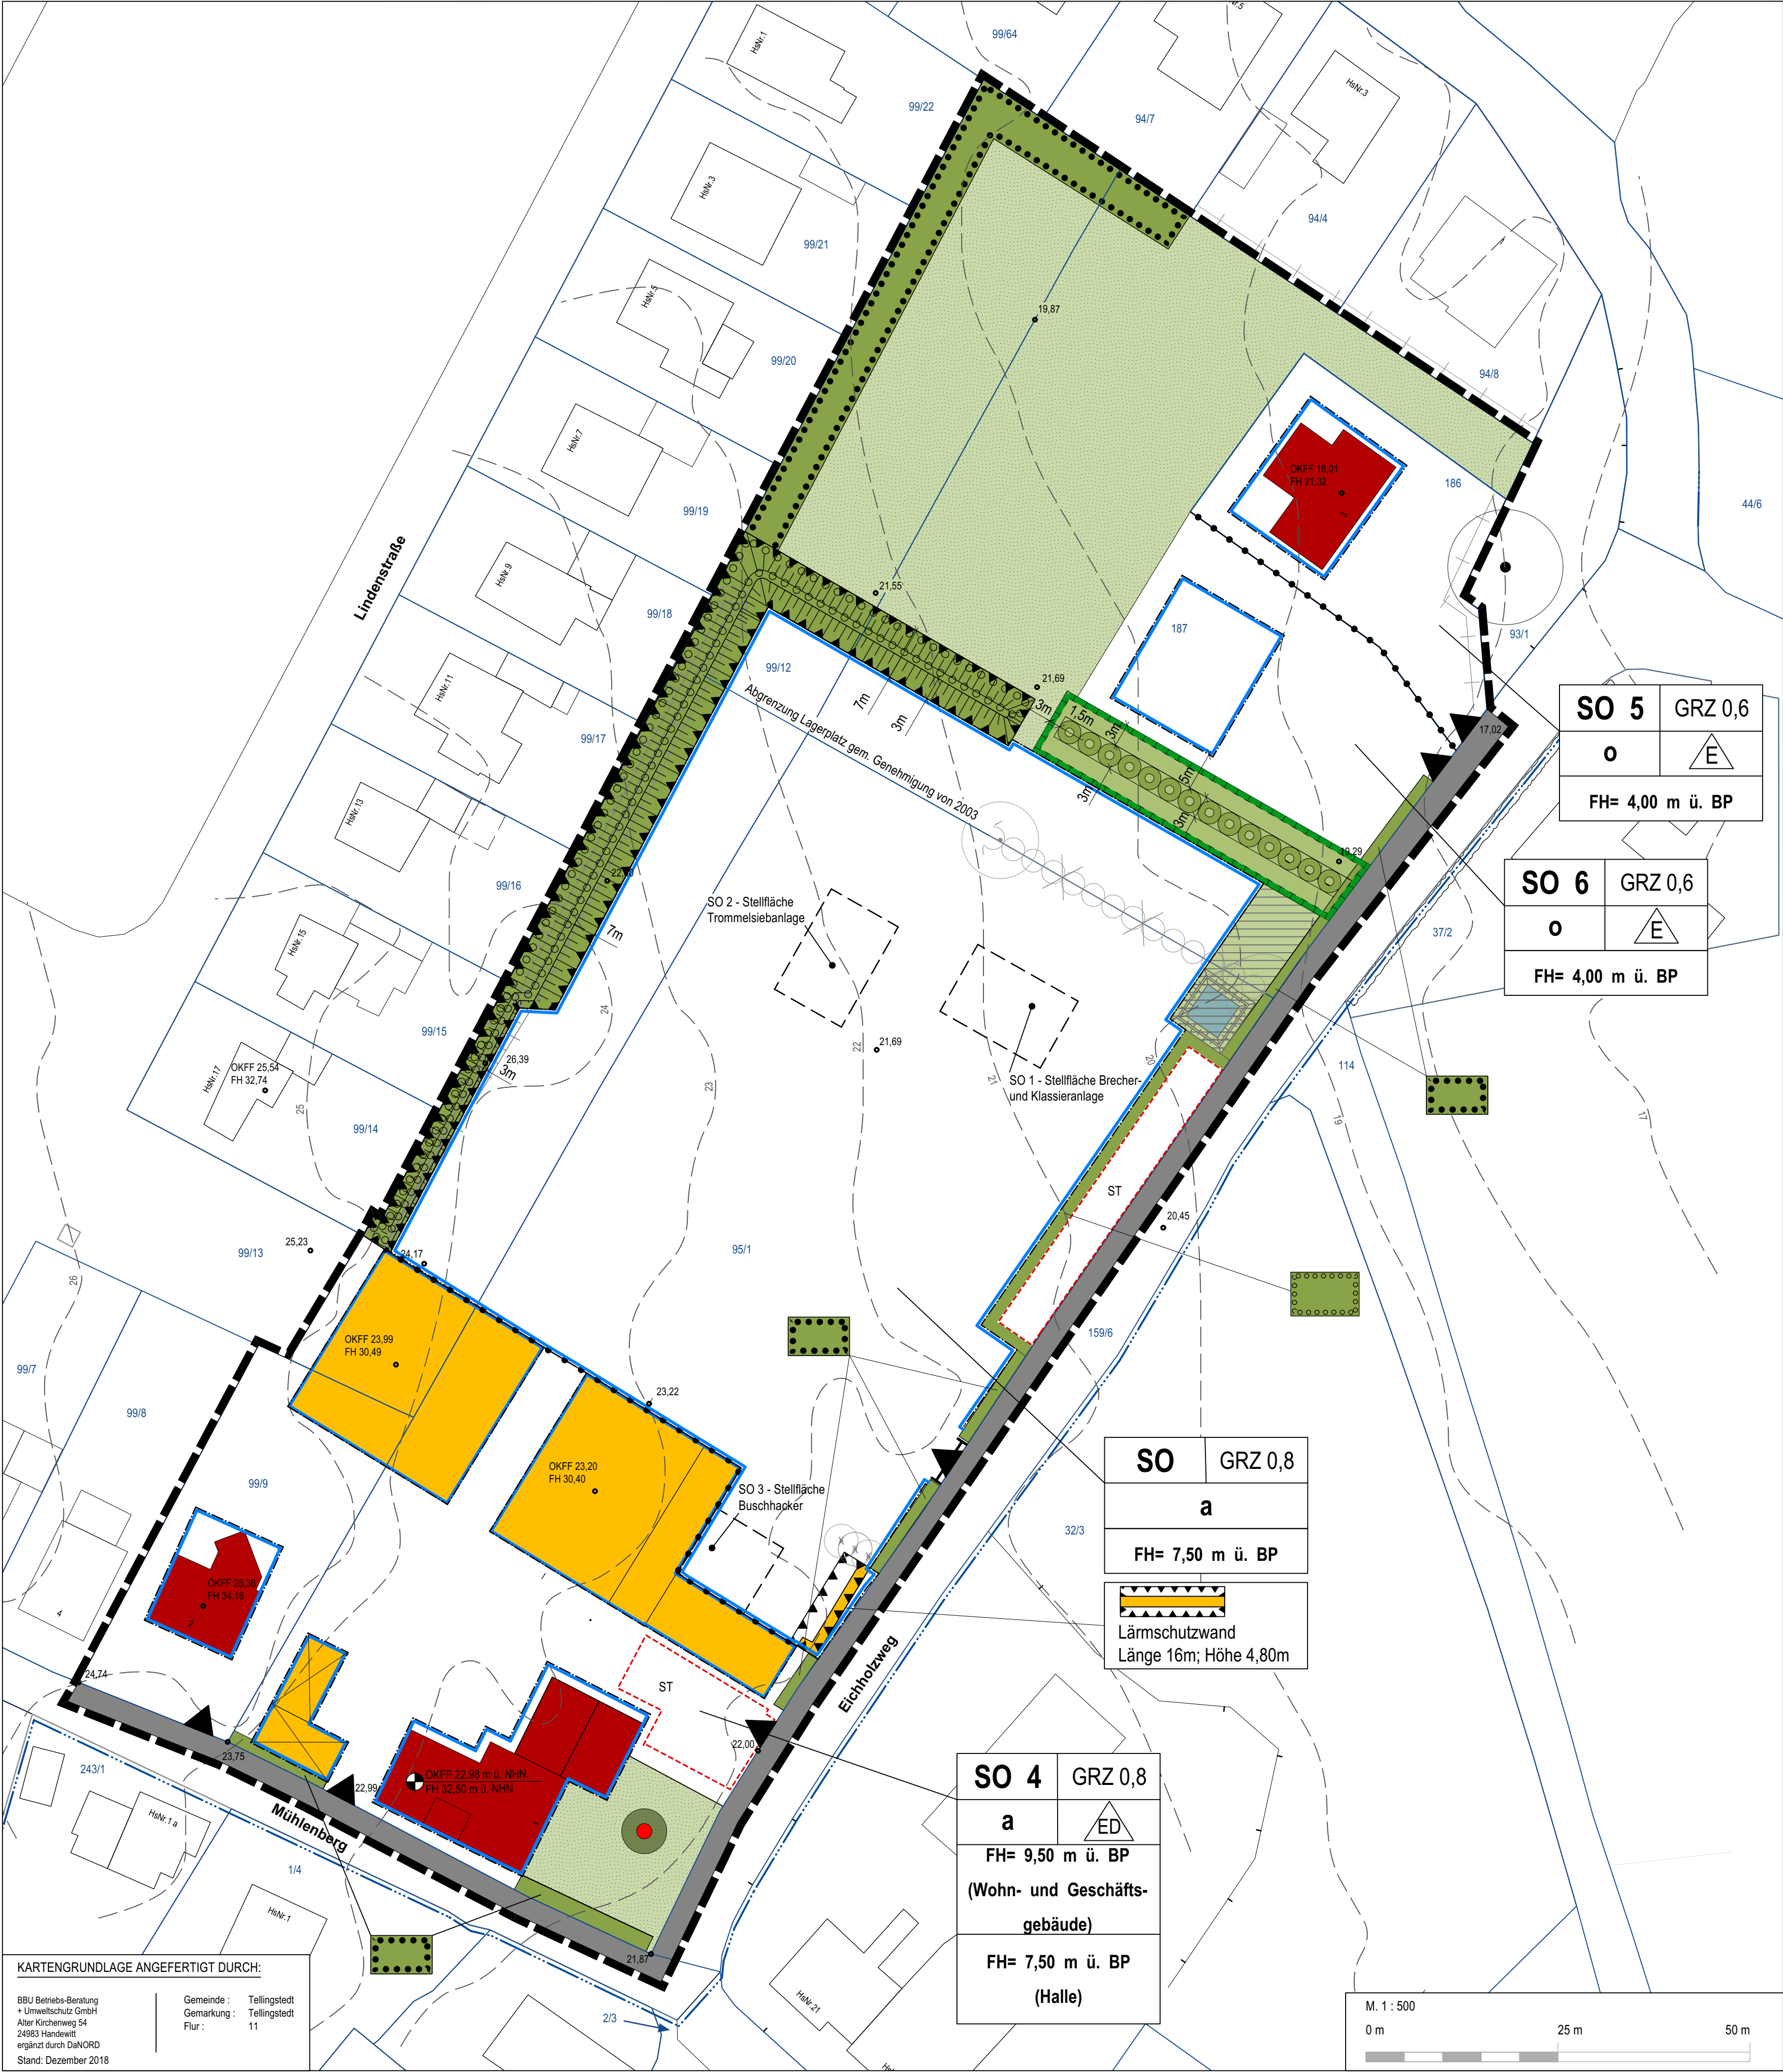 99/64
HsNr.1
HsNr.3
99/22
94/7
HsNr.3
94/4
99/21
HsNr.5
19,87
99/20
94/8
HsNr.7
OKFF 18,91
FH 21,32
186
44/6
99/19
Lindenstraße
HsNr.9
21,55
99/18
187
93/1
99/12
HsNr.11
21,69
Abgrenzung Lagerplatz gem. Genehmigung von 2003
7m
3m
3m
1,5m
3m
5m
3m
3m
17,02
SO 5
GRZ 0,6
o
E
FH= 4,00 m ü. BP
99/17
HsNr.13
19,29
99/16
SO 6
GRZ 0,6
o
E
FH= 4,00 m ü. BP
SO 2 - Stellfläche
Trommelsiebanlage
7m
37/2
HsNr.15
24
99/15
22
21,69
26,39
3m
20
HsNr.17
OKFF 25,54
FH 32,74
23
21
SO 1 - Stellfläche Brecher-
und Klassieranlage
114
25
19
17
99/14
ST
20,45
25,23
99/13
24,17
95/1
26
159/6
OKFF 23,99
FH 30,49
99/7
99/8
23,22
OKFF 23,20
FH 30,40
SO
GRZ 0,8
a
FH= 7,50 m ü. BP
99/9
SO 3 - Stellfläche
Buschhacker
32/3
Lärmschutzwand
Länge 16m; Höhe 4,80m
OKFF 25,36
FH 34,16
2
4
Eichholzweg
24,74
ST
22,00
23,75
243/1
22,99
OKFF 22,98 m ü. NHN
FH 32,50 m ü. NHN
1
SO 4
GRZ 0,8
a
ED
FH= 9,50 m ü. BP
(Wohn- und Geschäfts-
gebäude)
FH= 7,50 m ü. BP
(Halle)
HsNr.1 a
Mühlenberg
1/4
HsNr.1
21,87
HsNr.21
2/3
KARTENGRUNDLAGE ANGEFERTIGT DURCH:
BBU Betriebs-Beratung
+ Umweltschutz GmbH
Alter Kirchenweg 54
24983 Handewitt
ergänzt durch DaNORD
Stand: Dezember 2018
Gemeinde : Tellingstedt
Gemarkung : Tellingstedt
Flur : 11
M. 1 : 500
0 m 25 m 50 m